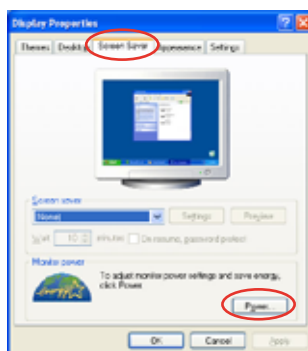 Display Properties
Themes Desktop Screen Saver Appearance Settings
Screen saver
(None) Settings Preview
Wait 10 minutes On resume, password protect
Monitor power
To adjust monitor power settings and save energy,
click Power.
Power...
OK Cancel Apply